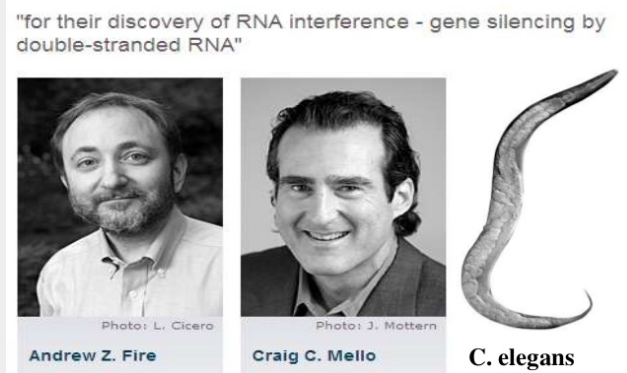 "for their discovery of RNA interference - gene silencing by
double-stranded RNA"
Photo: L. Cicero
Photo: J. Mottern
Andrew Z. Fire
Craig C. Mello
C. elegans